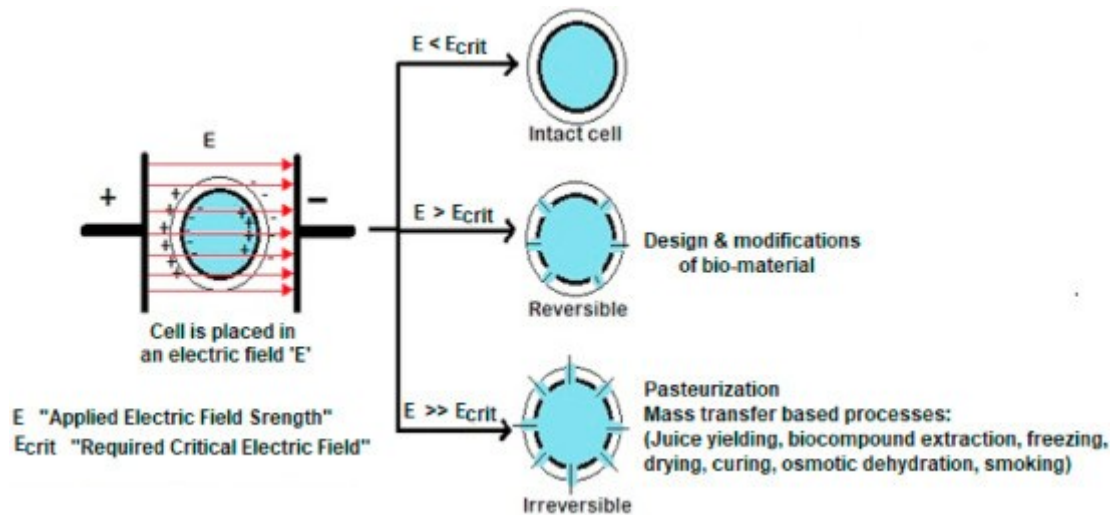 E
+
−
Cell is placed in
an electric field 'E'
E "Applied Electric Field Srength"
Ecrit "Required Critical Electric Field"
E < Ecrit
Intact cell
E > Ecrit
Reversible
Design & modifications
of bio-material
E >> Ecrit
Irreversible
Pasteurization
Mass transfer based processes:
(Juice yielding, biocompound extraction, freezing,
drying, curing, osmotic dehydration, smoking)